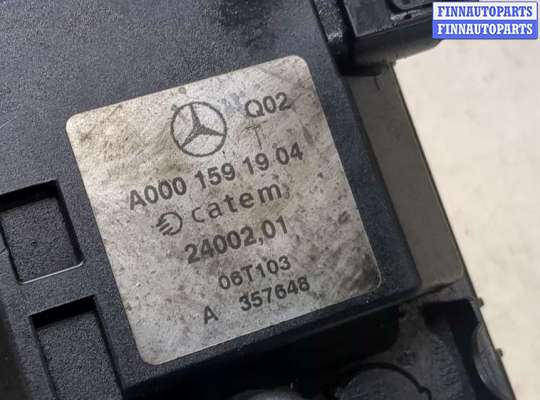 FINNAUTOPARTS
FINNAUTOPARTS
Q02
T
A000 159 19 04
catem
24002,01
06T103
A 357648